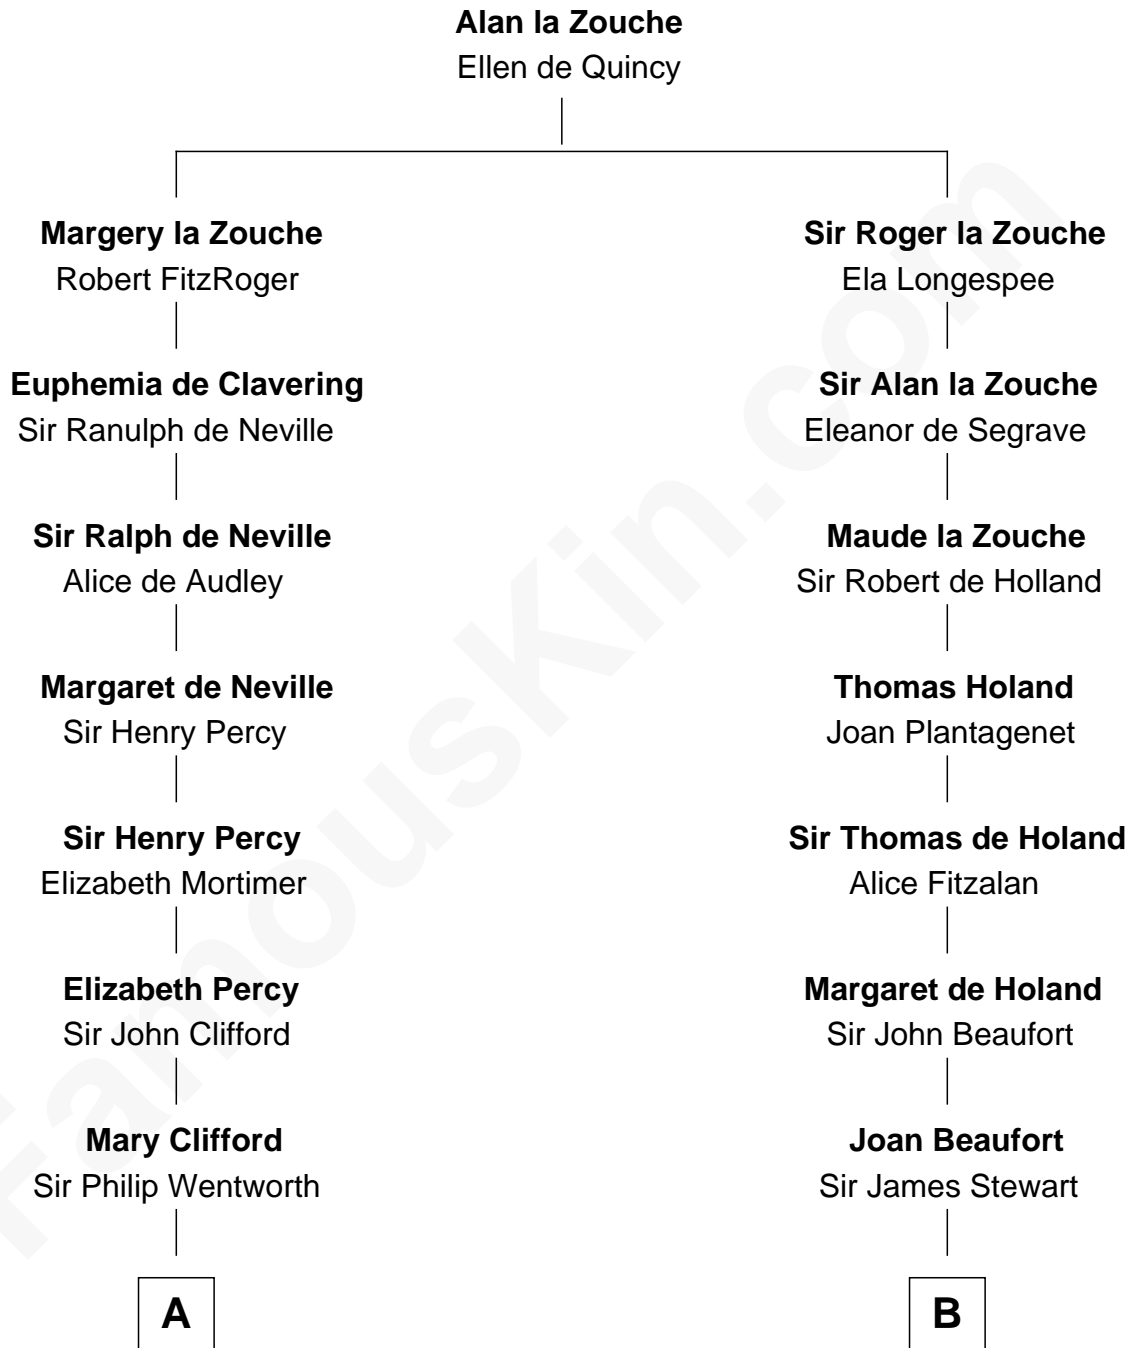 Alan la Zouche
Ellen de Quincy
Margery la Zouche
Robert FitzRoger
Sir Roger la Zouche
Ela Longespee
Euphemia de Clavering
Sir Ranulph de Neville
Sir Alan la Zouche
Eleanor de Segrave
Sir Ralph de Neville
Alice de Audley
Maude la Zouche
Sir Robert de Holland
Margaret de Neville
Sir Henry Percy
Thomas Holand
Joan Plantagenet
Sir Henry Percy
Elizabeth Mortimer
Sir Thomas de Holand
Alice Fitzalan
Elizabeth Percy
Sir John Clifford
Margaret de Holand
Sir John Beaufort
Mary Clifford
Sir Philip Wentworth
Joan Beaufort
Sir James Stewart
A
B
FamousKin.com